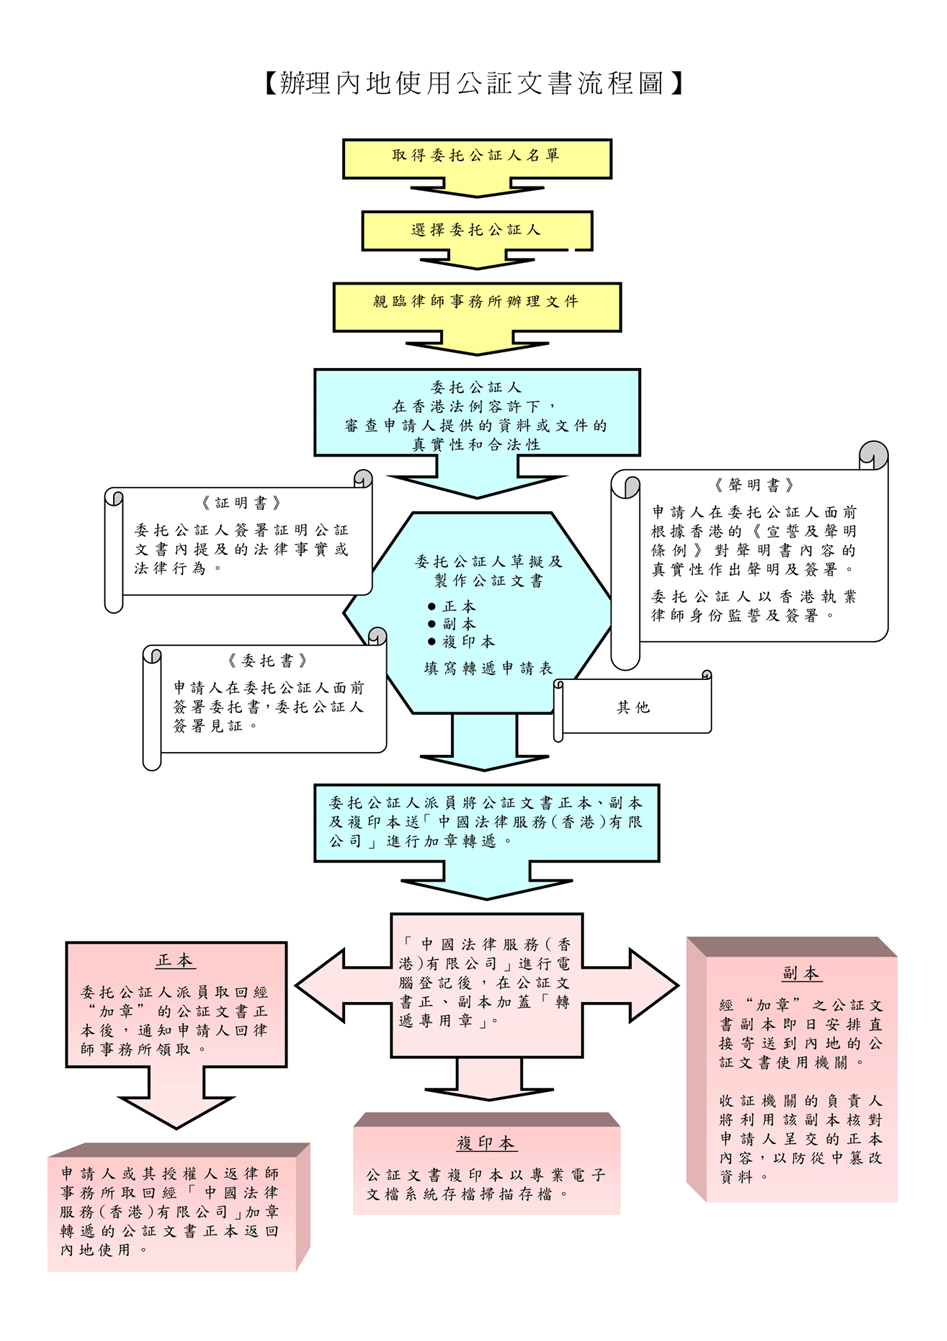 【辦理內地使用公証文書流程圖】
取得委托公証人名單
選擇委托公証人
親臨律師事務所辦理文件
委托公証人
在香港法例容許下，
審查申請人提供的資料或文件的
真實性和合法性
《証明書》
委托公証人簽署証明公証
文書內提及的法律事實或
法律行為。
《聲明書》
申請人在委托公証人面前
根據香港的《宣誓及聲明
條例》對聲明書內容的
真實性作出聲明及簽署。
委托公証人以香港執業
律師身份監誓及簽署。
委托公証人草擬及
製作公証文書
● 正本
● 副本
● 複印本
填寫轉遞申請表
《委托書》
申請人在委托公証人面前
簽署委托書，委托公証人
簽署見証。
其他
委托公証人派員將公証文書正本、副本
及複印本送「中國法律服務(香港)有限
公司」進行加章轉遞。
「中國法律服務(香
港)有限公司」進行電
腦登記後，在公証文
書正、副本加蓋「轉
遞專用章」。
正本
委托公証人派員取回經
“加章”的公証文書正
本後，通知申請人回律
師事務所領取。
副本
經“加章”之公証文
書副本即日安排直
接寄送到內地的公
証文書使用機關。
收証機關的負責人
將利用該副本核對
申請人呈交的正本
內容，以防從中篡改
資料。
複印本
公証文書複印本以專業電子
文檔系統存檔掃描存檔。
申請人或其授權人返律師
事務所取回經「中國法律
服務(香港)有限公司」加章
轉遞的公証文書正本返回
內地使用。